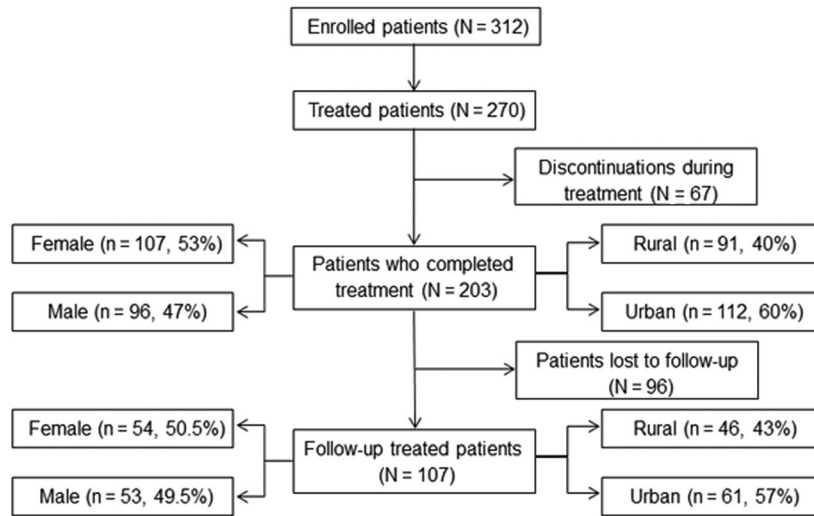 Enrolled patients (N = 312)
Treated patients (N = 270)
Discontinuations during
treatment (N = 67)
Female (n = 107, 53%)
Male (n = 96, 47%)
Patients who completed
treatment (N = 203)
Rural (n = 91, 40%)
Urban (n = 112, 60%)
Patients lost to follow-up
(N = 96)
Female (n = 54, 50.5%)
Male (n = 53, 49.5%)
Follow-up treated patients
(N = 107)
Rural (n = 46, 43%)
Urban (n = 61, 57%)